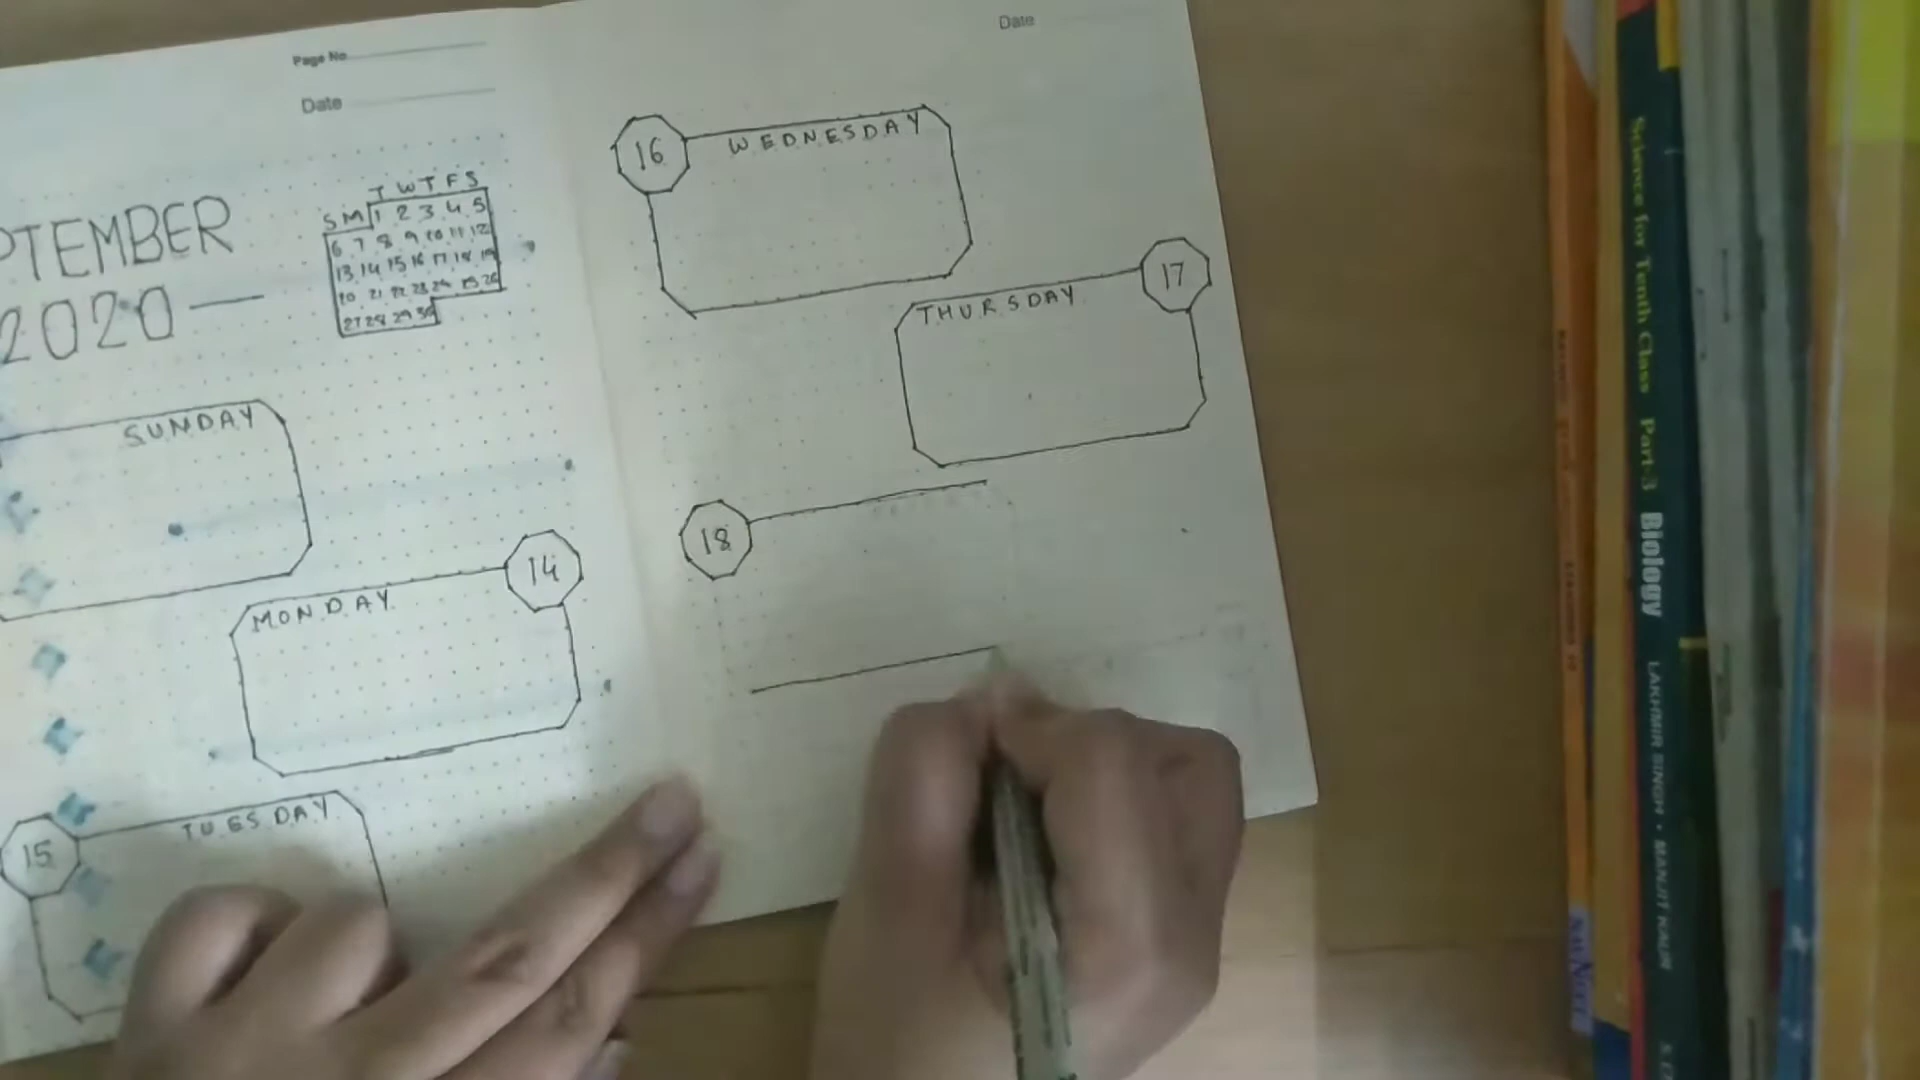 Page No.
Date
PTEMBER
2020
T W T F S
S M 1 2 3 4 5
6 7 8 9 10 11 12
13 14 15 16 17 18 19
20 21 22 23 24 25 26
27 28 29 30
SUNDAY
14
MONDAY
15
TUESDAY
Date
16
WEDNESDAY
17
THURSDAY
18
Science for Tenth Class Part-3 Biology
LAKHMIR SINGH • MANJIT KAUR